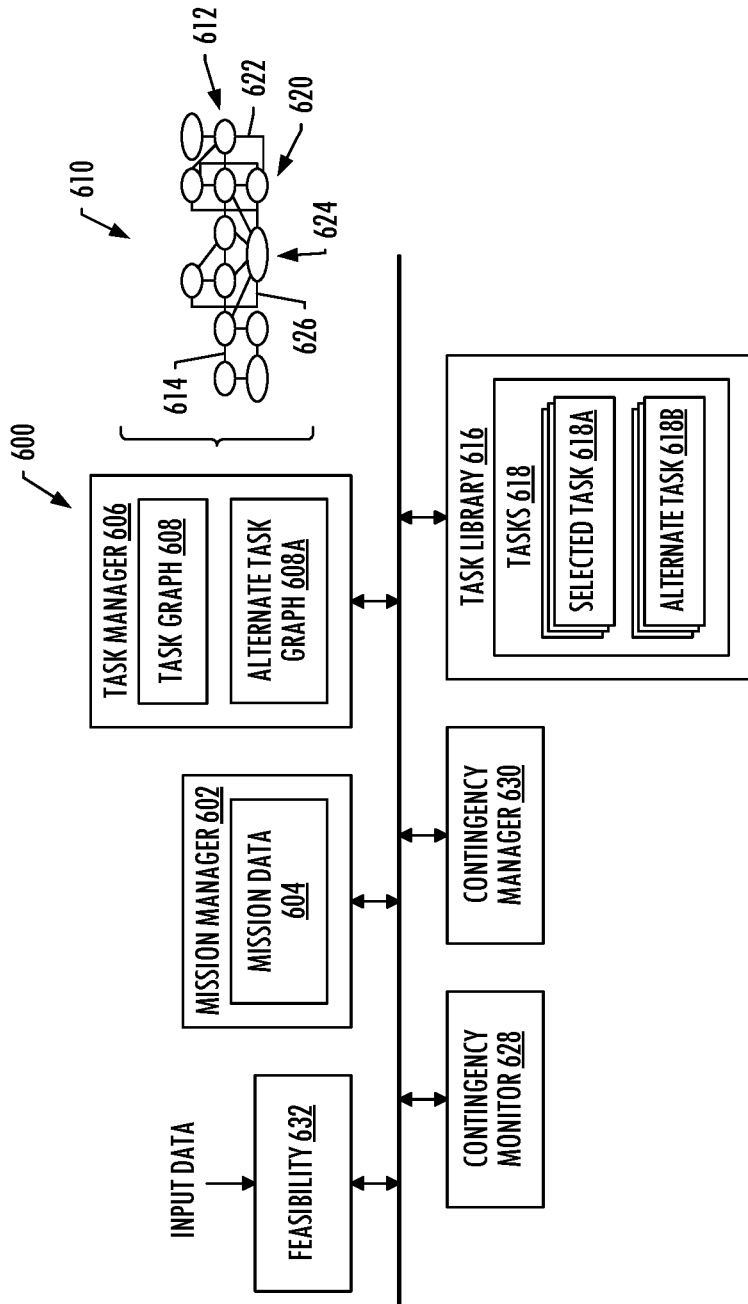 600
610
612
622
620
624
626
614
INPUT DATA
FEASIBILITY 632
MISSION MANAGER 602
MISSION DATA
604
TASK MANAGER 606
TASK GRAPH 608
ALTERNATE TASK
GRAPH 608A
CONTINGENCY
MONITOR 628
CONTINGENCY
MANAGER 630
TASK LIBRARY 616
TASKS 618
SELECTED TASK 618A
ALTERNATE TASK 618B